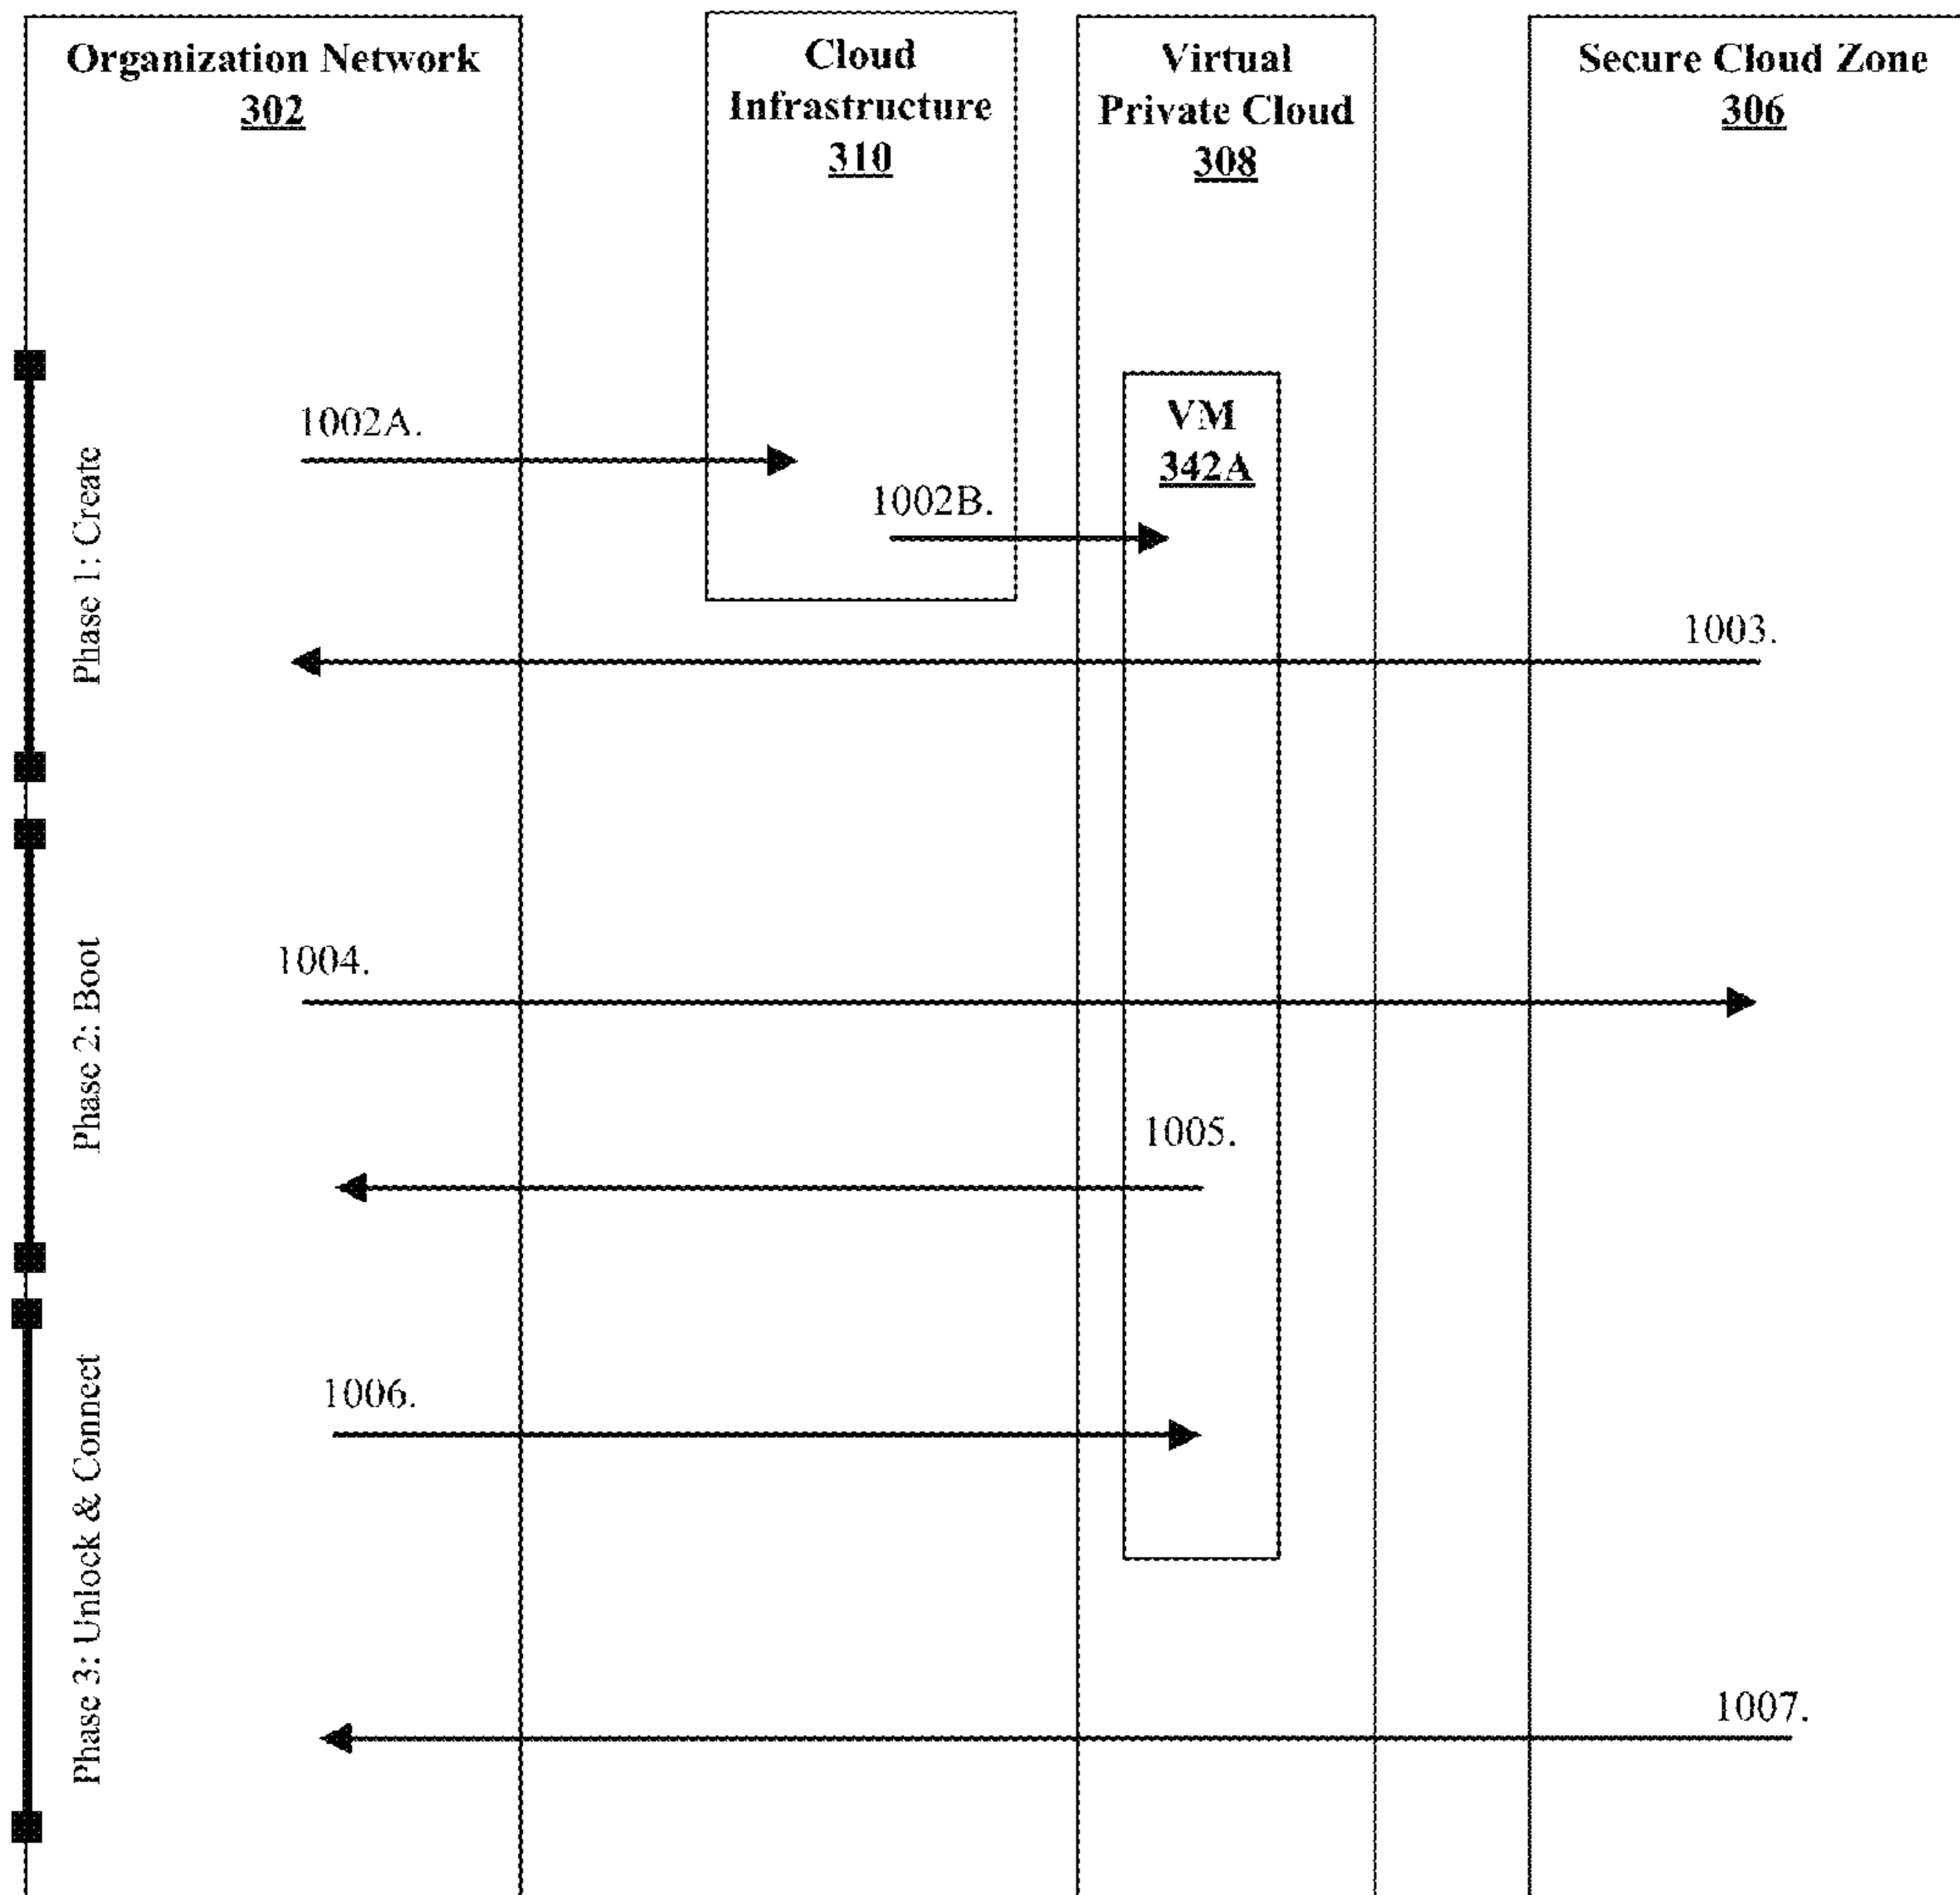 Organization Network
302
Cloud
Infrastructure
310
Virtual
Private Cloud
308
Secure Cloud Zone
306
Phase 1: Create
1002A.
VM
342A
1002B.
1003.
Phase 2: Boot
1004.
1005.
Phase 3: Unlock & Connect
1006.
1007.